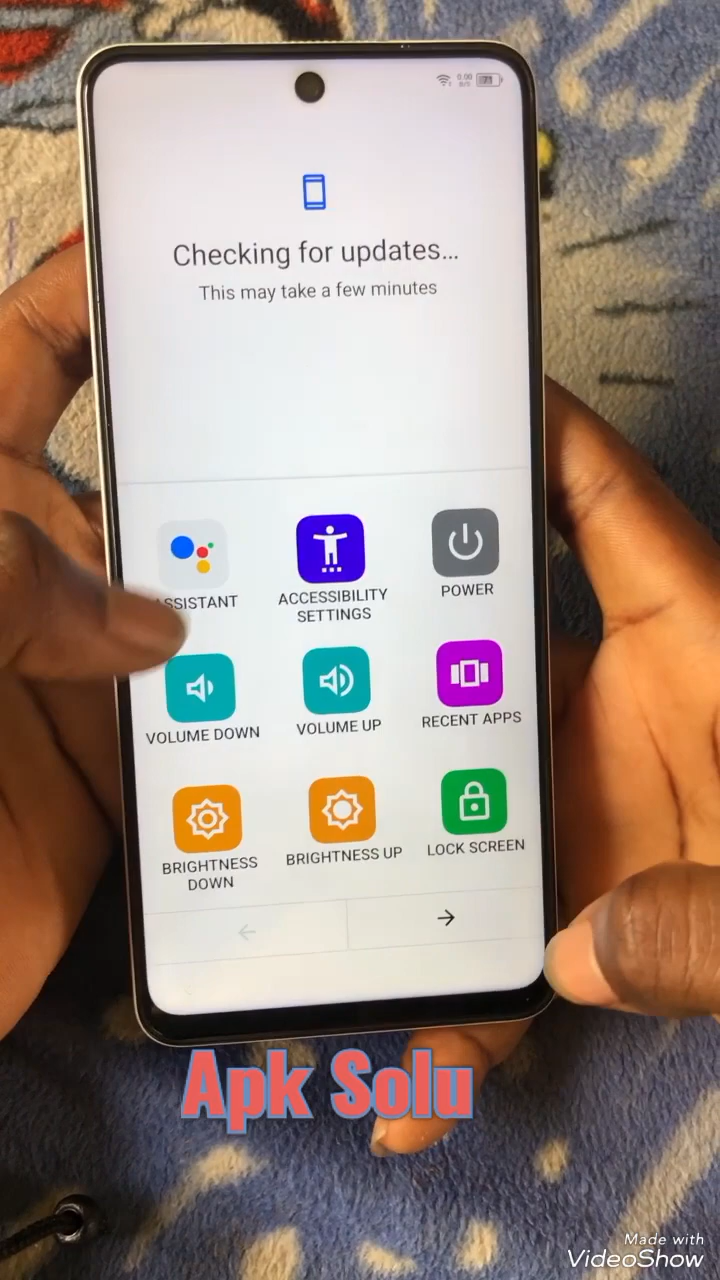 Checking for updates...
This may take a few minutes
ASSISTANT
ACCESSIBILITY
SETTINGS
POWER
VOLUME DOWN
VOLUME UP
RECENT APPS
BRIGHTNESS
DOWN
BRIGHTNESS UP
LOCK SCREEN
Apk Solu
Made with
VideoShow